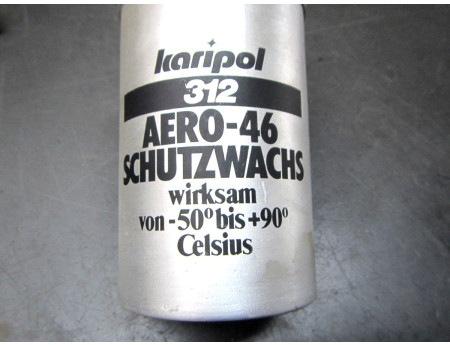 karipol
312
AERO-46
SCHUTZWACHS
wirksam
von -50° bis +90°
Celsius